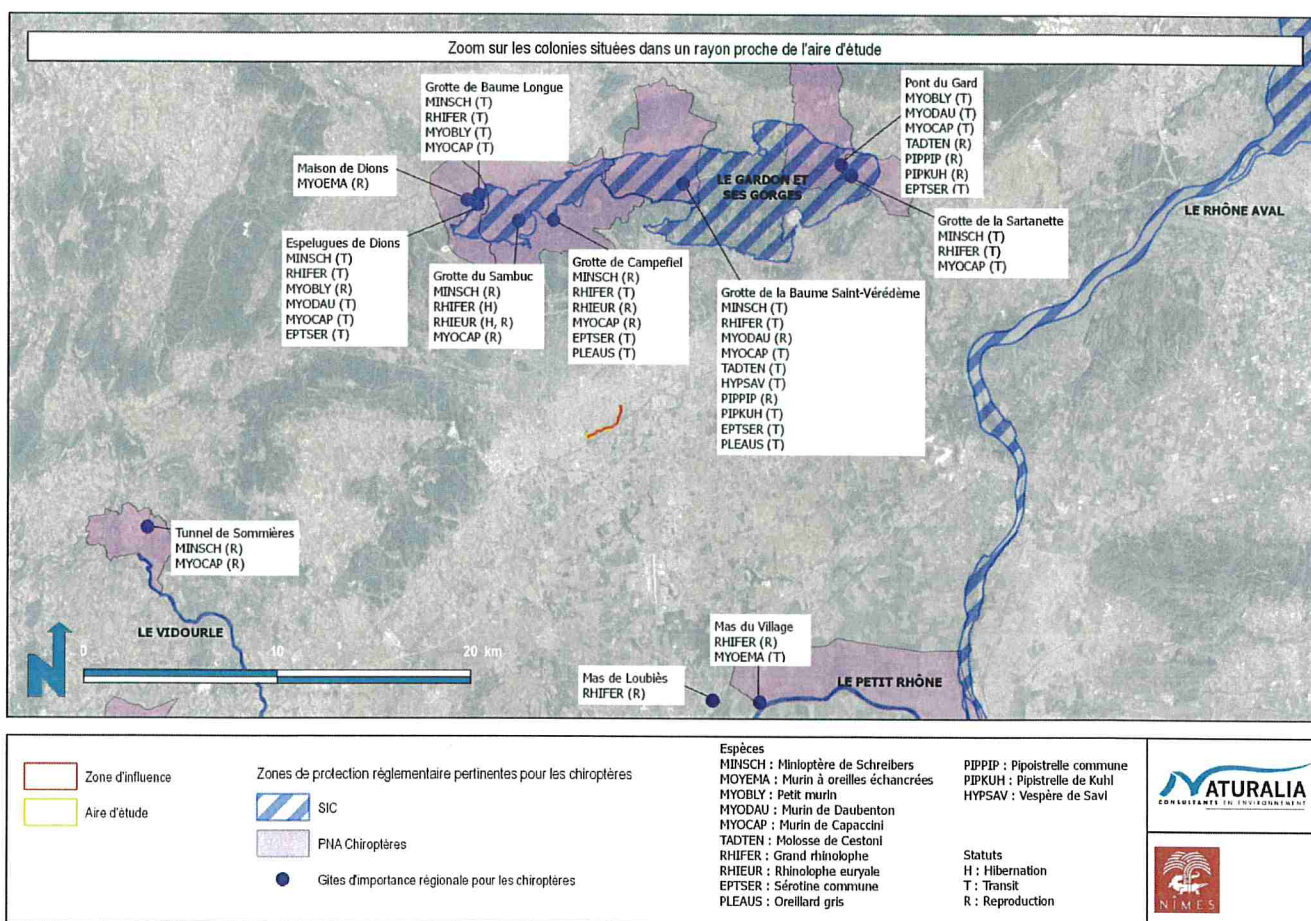 Zoom sur les colonies situées dans un rayon proche de l'aire d'étude
Grotte de Baume Longue
MINSCH (T)
RHIFER (T)
MYOBLY (T)
MYOCAP (T)
Pont du Gard
MYOBLY (T)
MYODAU (T)
MYOCAP (T)
TADTEN (R)
PIPPIP (R)
PIPKUH (R)
EPTSER (T)
Maison de Dions
MYOEMA (R)
LE GARDON ET
SES GORGES
LE RHÔNE AVAL
Grotte de la Sartanette
MINSCH (T)
RHIFER (T)
MYOCAP (T)
Espelugues de Dions
MINSCH (T)
RHIFER (T)
MYOBLY (R)
MYODAU (T)
MYOCAP (T)
EPTSER (T)
Grotte du Sambuc
MINSCH (R)
RHIFER (H)
RHIEUR (H, R)
MYOCAP (R)
Grotte de Campefiel
MINSCH (R)
RHIFER (T)
RHIEUR (R)
MYOCAP (R)
EPTSER (T)
PLEAUS (T)
Grotte de la Baume Saint-Vérédème
MINSCH (T)
RHIFER (T)
MYODAU (R)
MYOCAP (T)
TADTEN (T)
HYPSAV (T)
PIPPIP (R)
PIPKUH (T)
EPTSER (T)
PLEAUS (T)
Tunnel de Sommières
MINSCH (R)
MYOCAP (R)
LE VIDOURLE
Mas du Village
RHIFER (R)
MYOEMA (T)
Mas de Loubiès
RHIFER (R)
LE PETIT RHÔNE
N
0 10 20 km
Zone d'influence
Aire d'étude
Zones de protection réglementaire pertinentes pour les chiroptères
SIC
PNA Chiroptères
Gîtes d'importance régionale pour les chiroptères
Espèces
MINSCH : Minioptère de Schreibers
MOYEMA : Murin à oreilles échancrées
MYOBLY : Petit murin
MYODAU : Murin de Daubenton
MYOCAP : Murin de Capaccini
TADTEN : Molosse de Cestoni
RHIFER : Grand rhinolophe
RHIEUR : Rhinolophe euryale
EPTSER : Sérotine commune
PLEAUS : Oreillard gris
PIPPIP : Pipoistrelle commune
PIPKUH : Pipistrelle de Kuhl
HYPSAV : Vespère de Savi
Statuts
H : Hibernation
T : Transit
R : Reproduction
NATURALIA
CONSULTANTS EN ENVIRONNEMENT
NÎMES